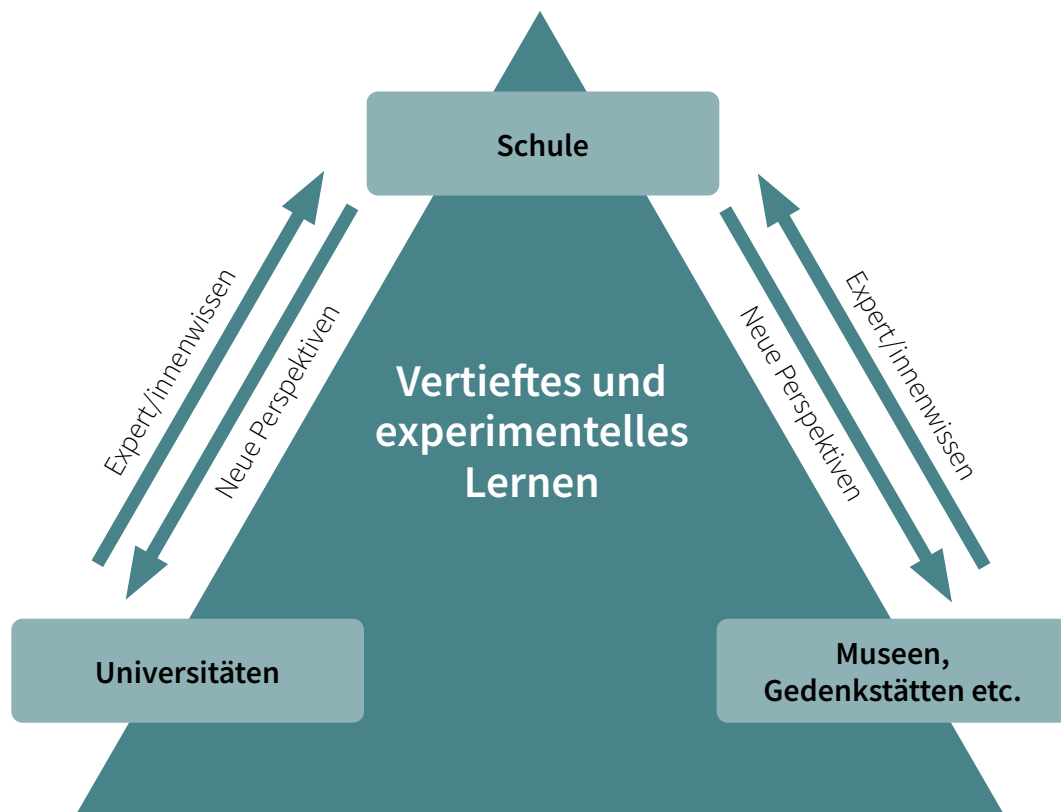 Schule
Expert/innenwissen
Neue Perspektiven
Neue Perspektiven
Expert/innenwissen
Vertieftes und
experimentelles
Lernen
Universitäten
Museen,
Gedenkstätten etc.